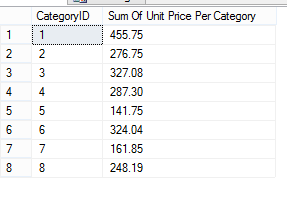 CategoryID Sum Of Unit Price Per Category
1 1 455.75
2 2 276.75
3 3 327.08
4 4 287.30
5 5 141.75
6 6 324.04
7 7 161.85
8 8 248.19